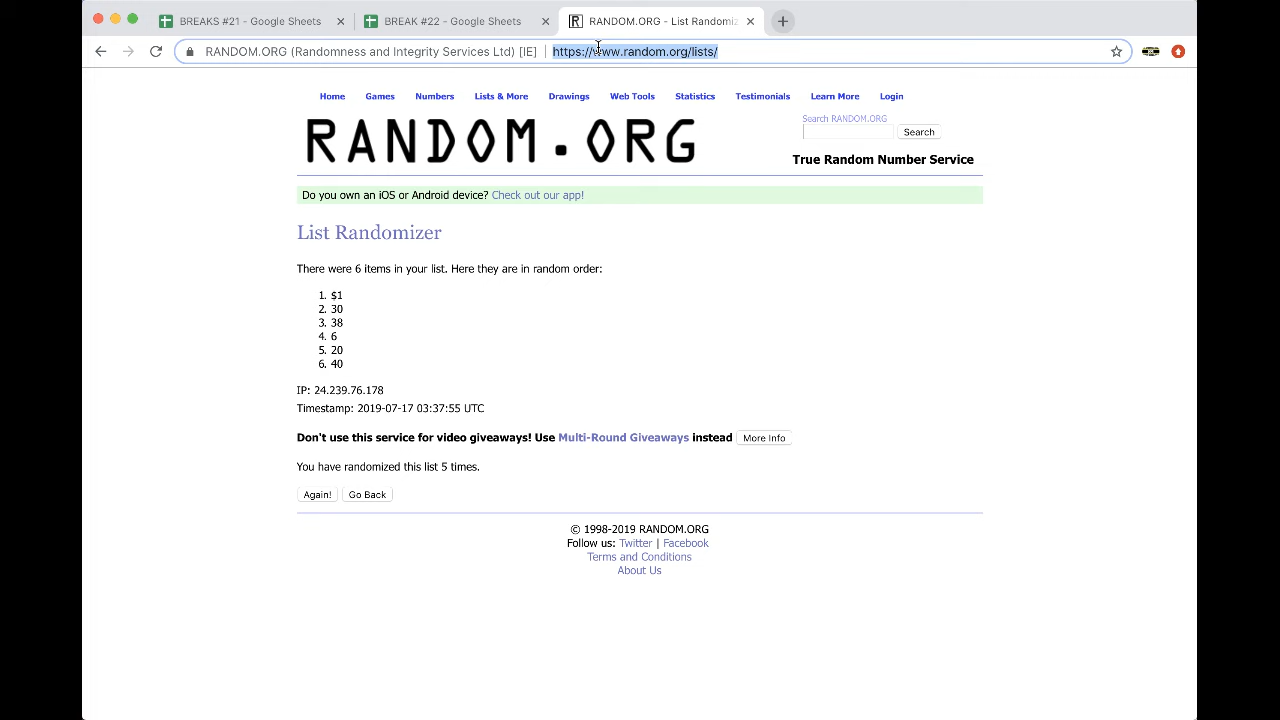 BREAKS #21 - Google Sheets
BREAK #22 - Google Sheets
RANDOM.ORG - List Randomiz
RANDOM.ORG (Randomness and Integrity Services Ltd) [IE] | https://www.random.org/lists/
Home Games Numbers Lists & More Drawings Web Tools Statistics Testimonials Learn More Login
RANDOM.ORG
Search RANDOM.ORG
Search
True Random Number Service
Do you own an iOS or Android device? Check out our app!
List Randomizer
There were 6 items in your list. Here they are in random order:
1. $1
2. 30
3. 38
4. 6
5. 20
6. 40
IP: 24.239.76.178
Timestamp: 2019-07-17 03:37:55 UTC
Don't use this service for video giveaways! Use Multi-Round Giveaways instead More Info
You have randomized this list 5 times.
Again! Go Back
© 1998-2019 RANDOM.ORG
Follow us: Twitter | Facebook
Terms and Conditions
About Us